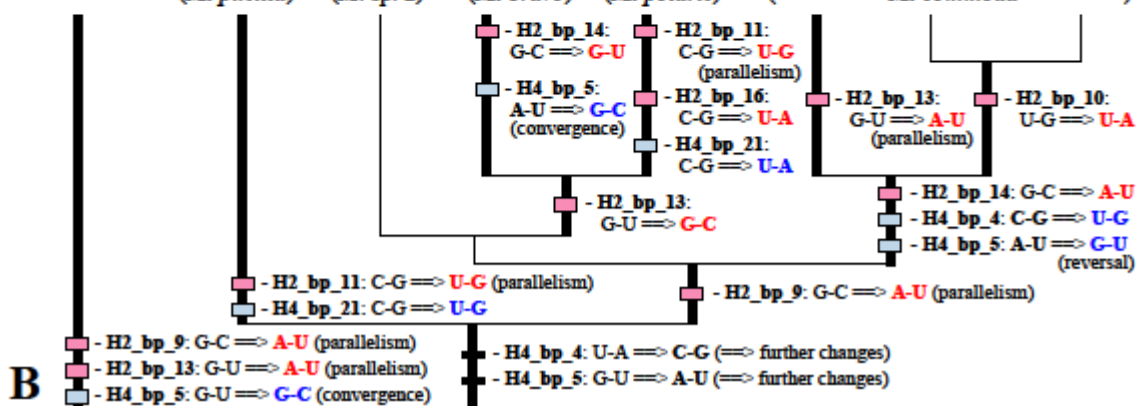 - H2_bp_14:
G-C ==> G-U
- H4_bp_5:
A-U ==> G-C
(convergence)
- H2_bp_11:
C-G ==> U-G
(parallelism)
- H2_bp_16:
C-G ==> U-A
- H4_bp_21:
C-G ==> U-A
- H2_bp_13:
G-U ==> A-U
(parallelism)
- H2_bp_10:
U-G ==> U-A
- H2_bp_13:
G-U ==> G-C
- H2_bp_14: G-C ==> A-U
- H4_bp_4: C-G ==> U-G
- H4_bp_5: A-U ==> G-U
(reversal)
- H2_bp_11: C-G ==> U-G (parallelism)
- H4_bp_21: C-G ==> U-G
- H2_bp_9: G-C ==> A-U (parallelism)
- H2_bp_9: G-C ==> A-U (parallelism)
- H2_bp_13: G-U ==> A-U (parallelism)
- H4_bp_5: G-U ==> G-C (convergence)
- H4_bp_4: U-A ==> C-G (==> further changes)
- H4_bp_5: G-U ==> A-U (==> further changes)
B